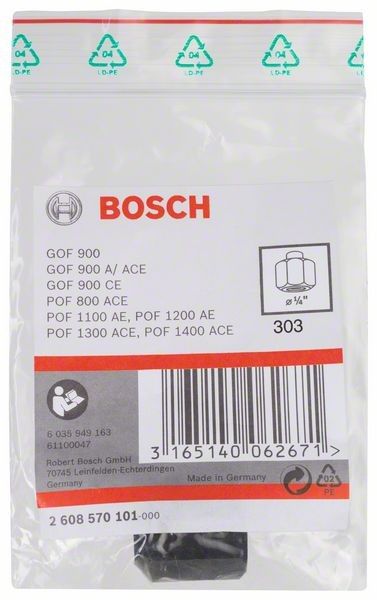 04 04 04 04
LD-PE LD-PE LD-PE LD-PE
BOSCH
GOF 900
GOF 900 A/ ACE
GOF 900 CE
POF 800 ACE
POF 1100 AE, POF 1200 AE
POF 1300 ACE, POF 1400 ACE
ø ¼"
303
6 035 949 163
61100047
Robert Bosch GmbH
70745 Leinfelden-Echterdingen
Germany
3 165140 062671 >
Made in Germany
02
PE
2 608 570 101-000